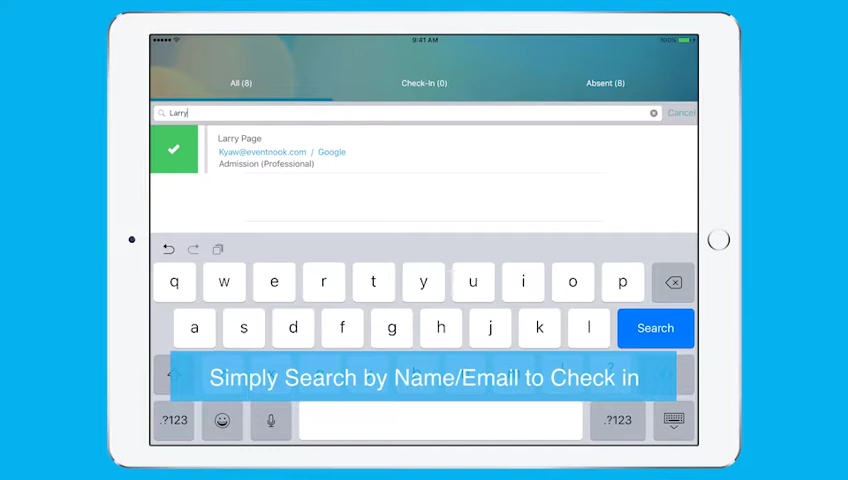 9:41 AM
100%
All (8)
Check-In (0)
Absent (8)
Larry
Cancel
Larry Page
Kyaw@eventnook.com / Google
Admission (Professional)
q w e r t y u i o p
a s d f g h j k l Search
Simply Search by Name/Email to Check in
.?123
.?123